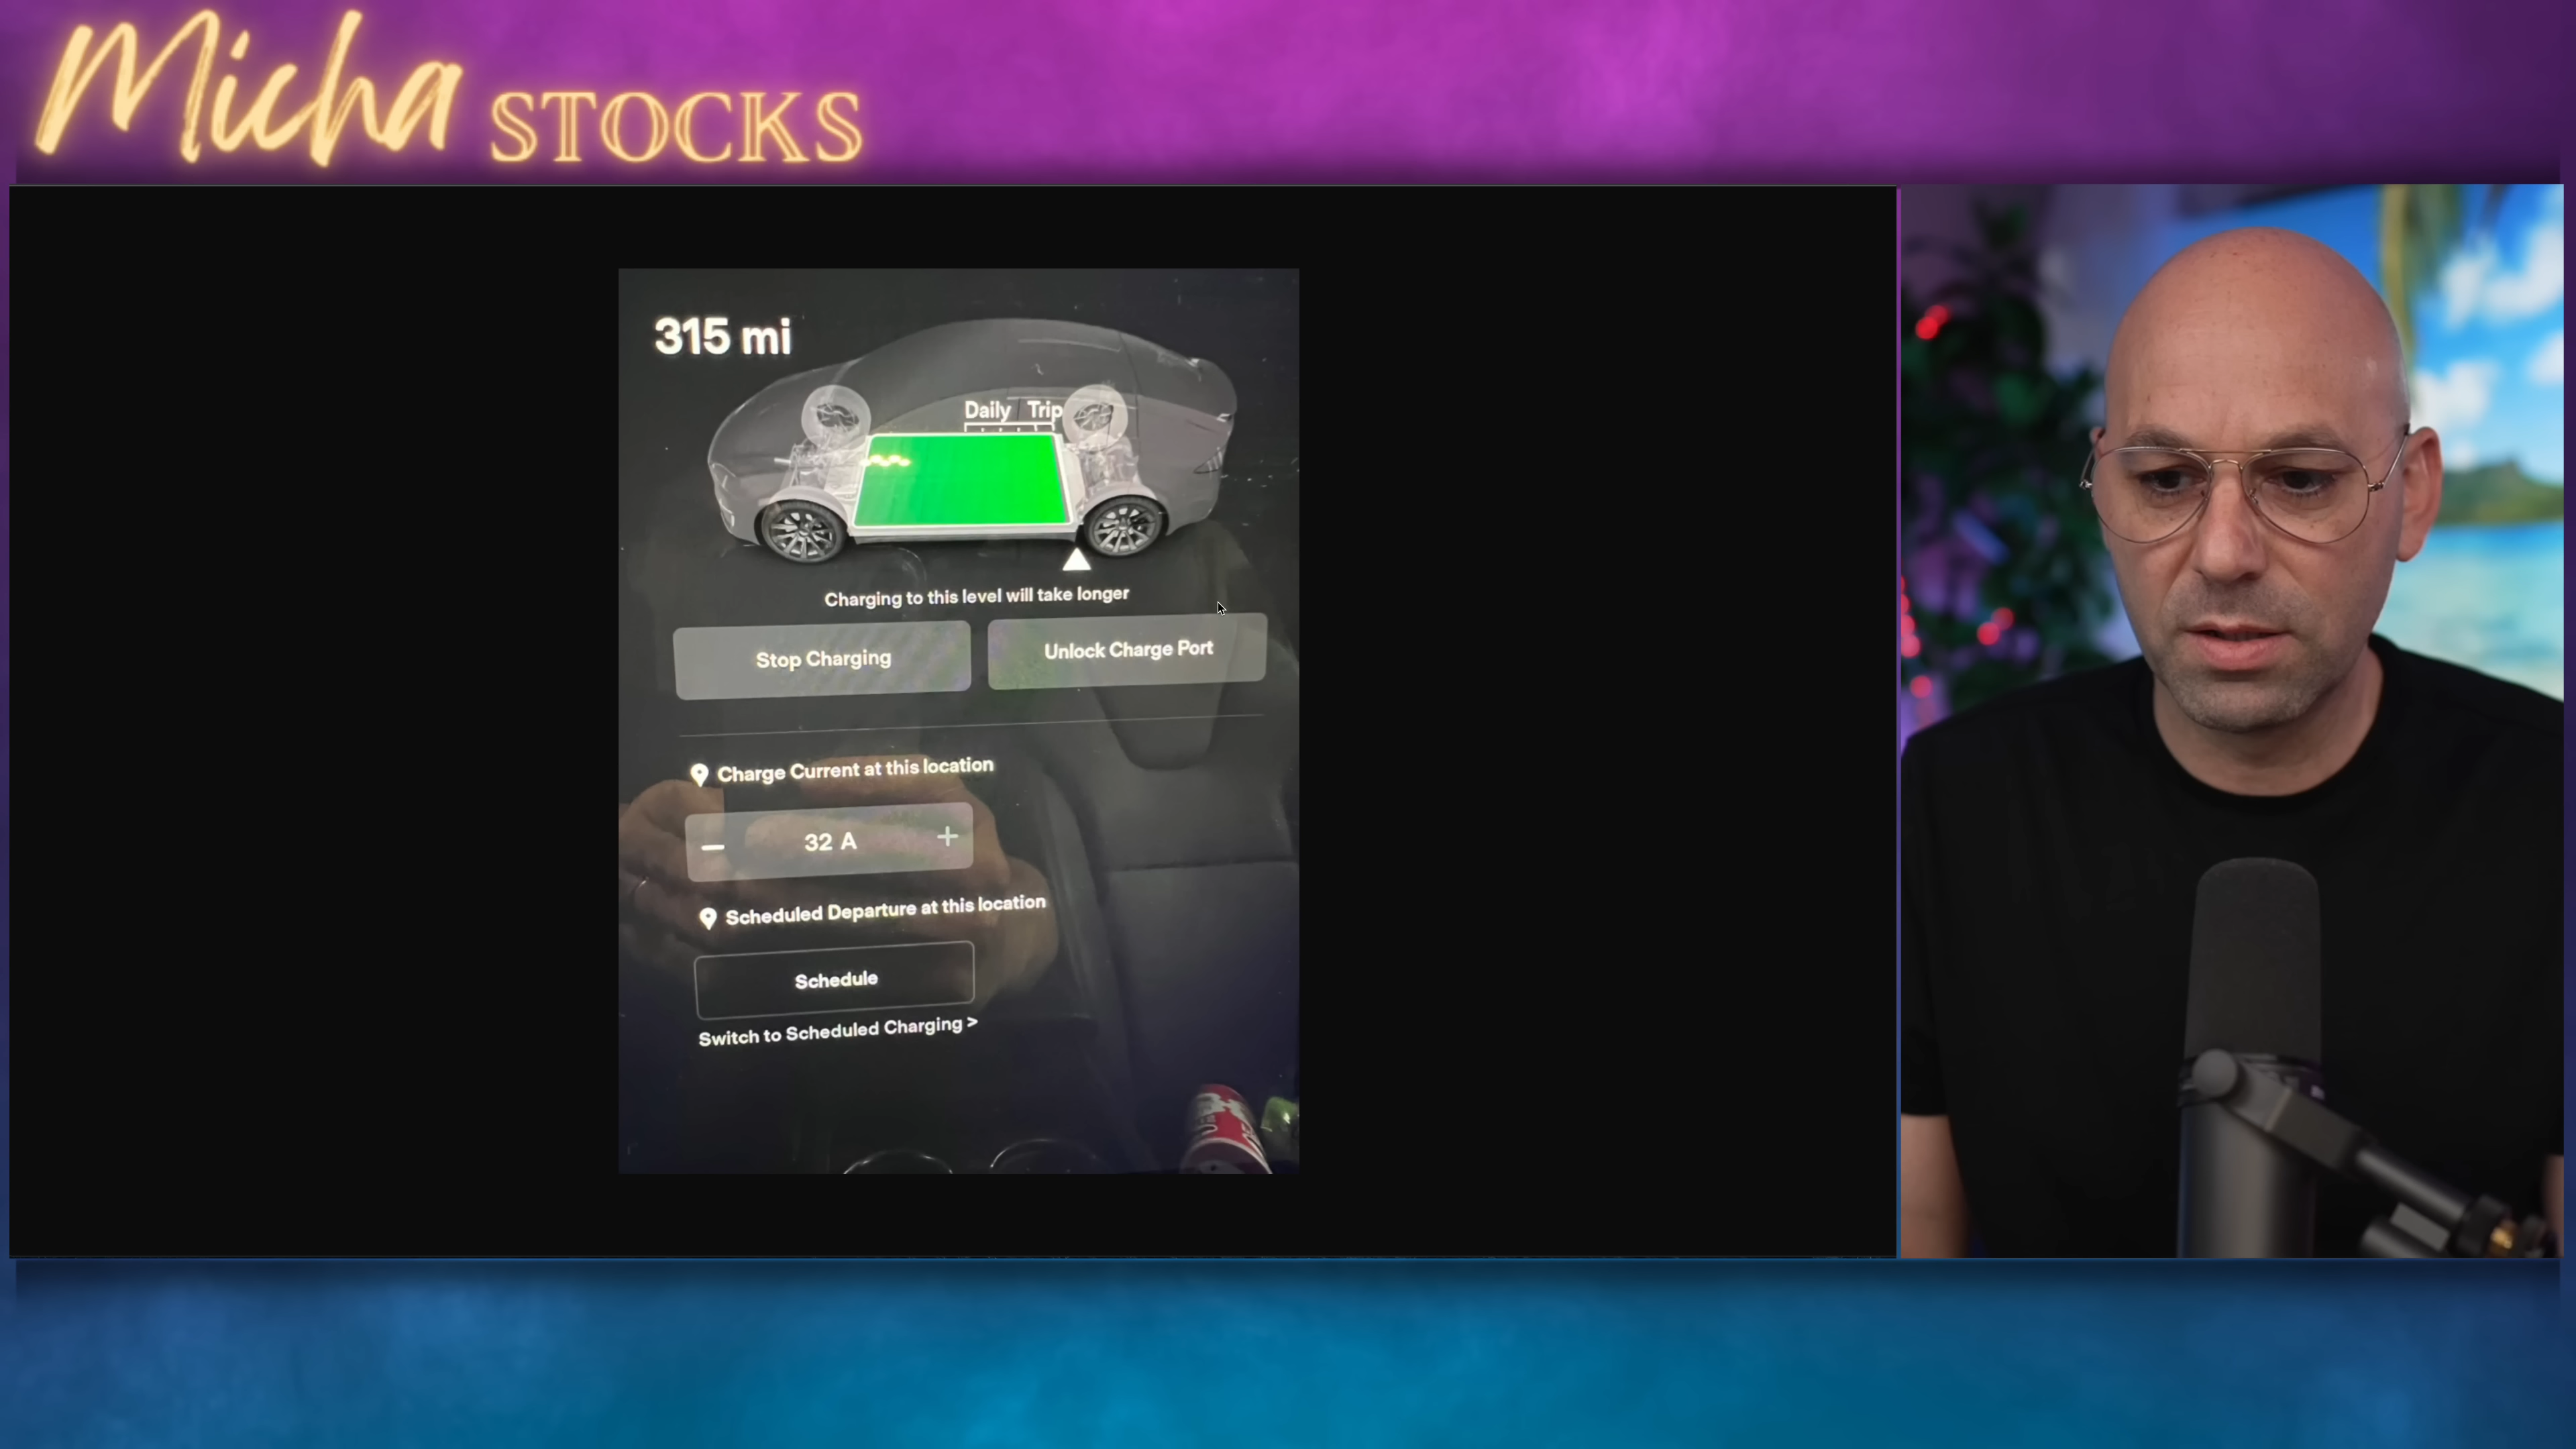 Micha STOCKS
315 mi
Daily Trip
Charging to this level will take longer
Stop Charging
Unlock Charge Port
Charge Current at this location
32 A
Scheduled Departure at this location
Schedule
Switch to Scheduled Charging >